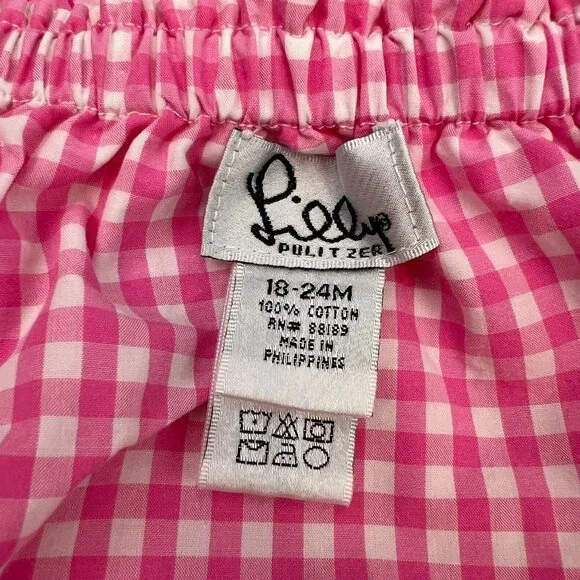 Lilly®
PULITZER
18-24M
100% COTTON
RN# 88189
MADE IN
PHILIPPINES